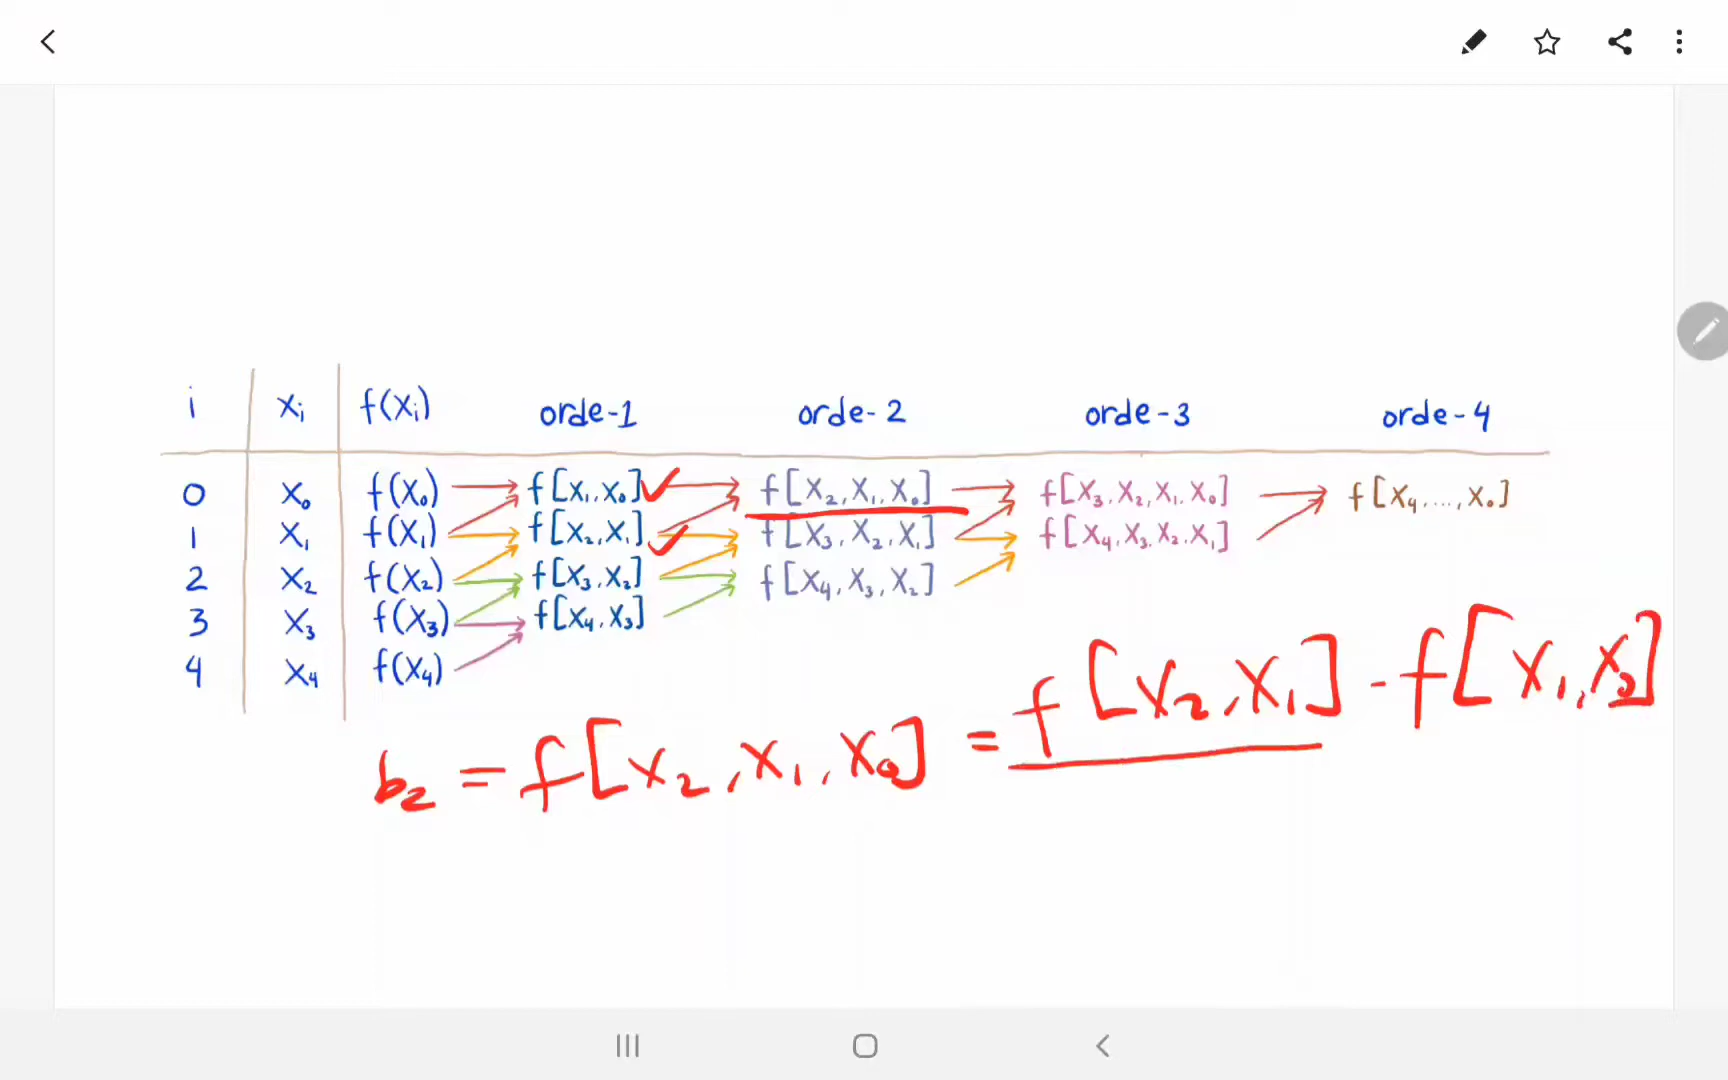 i xᵢ f(xᵢ) orde-1 orde-2 orde-3 orde-4
0 x₀ f(x₀) f[x₁,x₀] f[x₂,x₁,x₀] f[x₃,x₂,x₁,x₀] f[x₄,...,x₀]
1 x₁ f(x₁) f[x₂,x₁] f[x₃,x₂,x₁] f[x₄,x₃,x₂,x₁]
2 x₂ f(x₂) f[x₃,x₂] f[x₄,x₃,x₂]
3 x₃ f(x₃) f[x₄,x₃]
4 x₄ f(x₄)
b₂ = f[x₂,x₁,x₀] = f[x₂,x₁] - f[x₁,